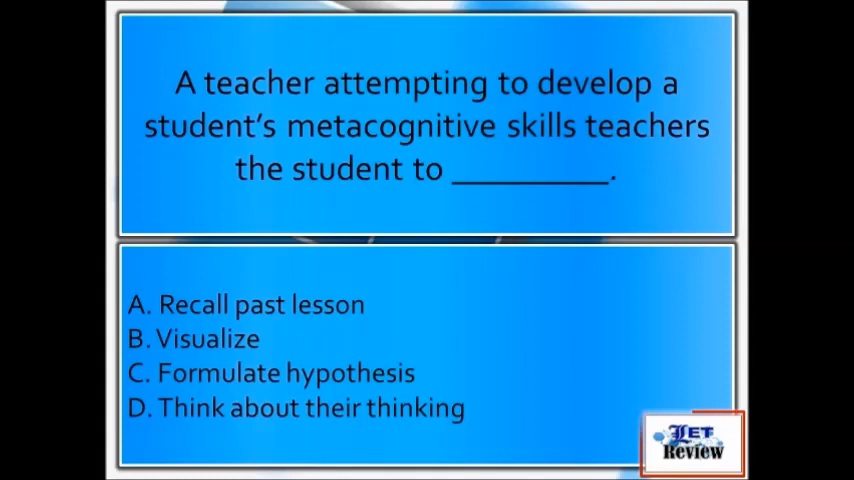 A teacher attempting to develop a
student's metacognitive skills teachers
the student to __________.
A. Recall past lesson
B. Visualize
C. Formulate hypothesis
D. Think about their thinking
LET
Review